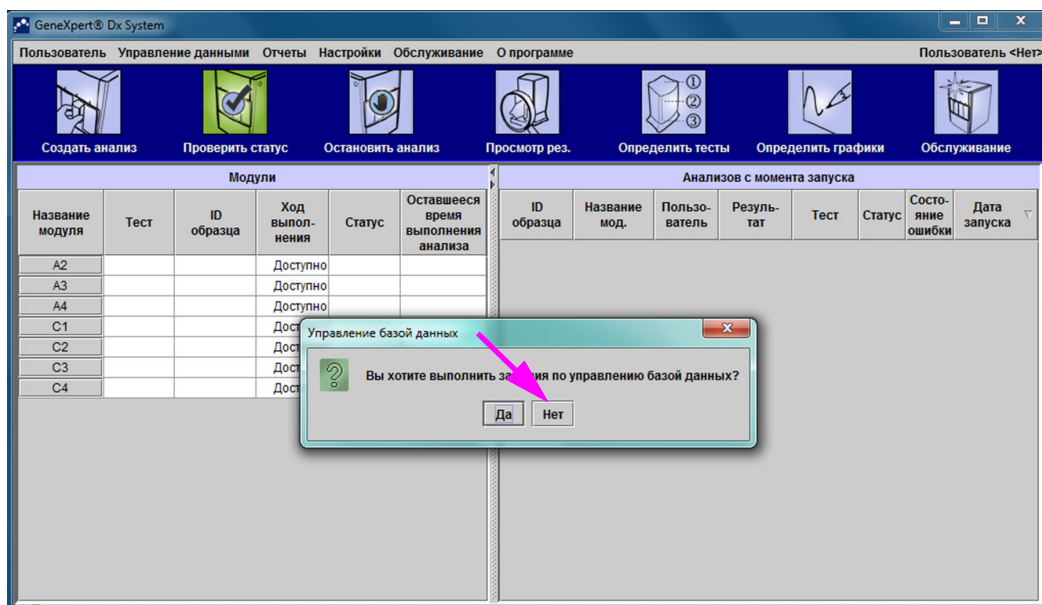 GeneXpert® Dx System
Пользователь Управление данными Отчеты Настройки Обслуживание О программе Пользователь <Нет>
Создать анализ Проверить статус Остановить анализ Просмотр рез. Определить тесты Определить графики Обслуживание
①
②
③
Модули
Название модуля Тест ID образца Ход выпол-нения Статус Оставшееся время выполнения анализа
A2 Доступно
A3 Доступно
A4 Доступно
C1
C2
C3
C4
Анализов с момента запуска
ID образца Название мод. Пользо-ватель Резуль-тат Тест Статус Состо-яние ошибки Дата запуска
Управление базой данных
Вы хотите выполнить по управлению базой данных?
Да Нет